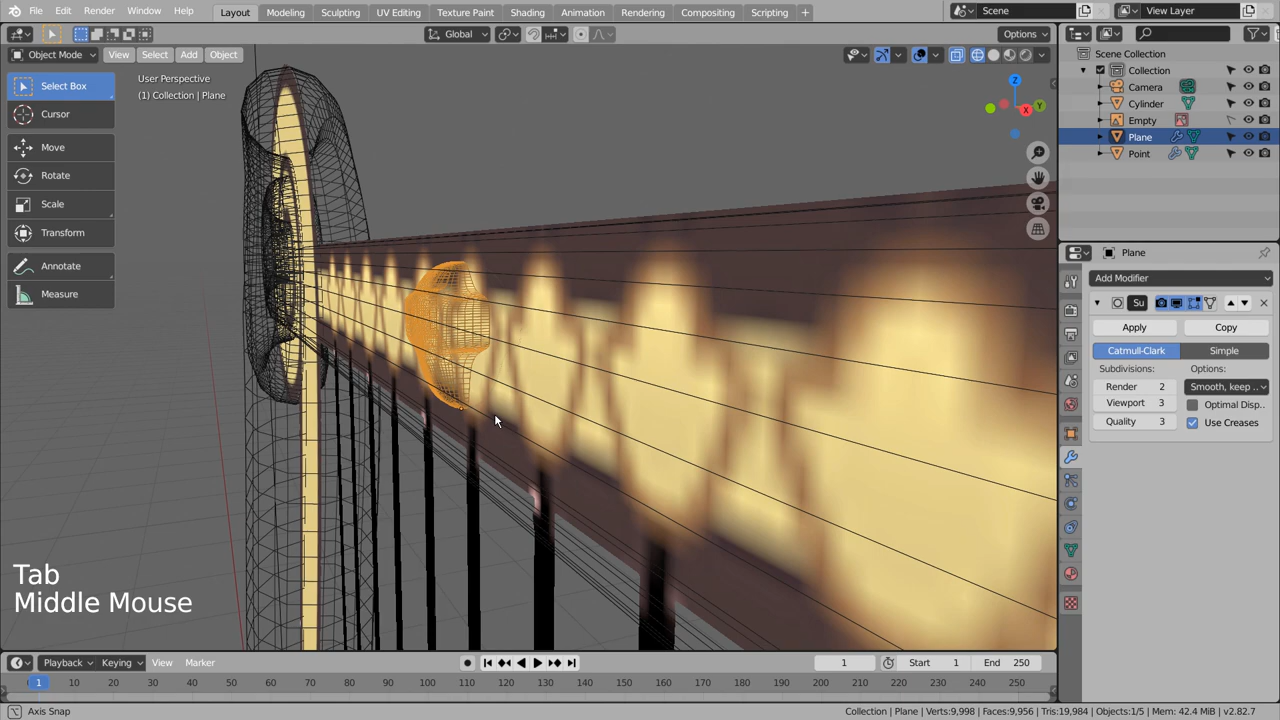 File Edit Render Window Help
Layout Modeling Sculpting UV Editing Texture Paint Shading Animation Rendering Compositing Scripting +
Scene
View Layer
Global
Options
Object Mode
View Select Add Object
Select Box
Cursor
Move
Rotate
Scale
Transform
Annotate
Measure
User Perspective
(1) Collection | Plane
Z
Y
X
Scene Collection
Collection
Camera
Cylinder
Empty
Plane
Point
Plane
Add Modifier
Su
Apply Copy
Catmull-Clark Simple
Subdivisions: Options:
Render 2 Smooth, keep ..
Viewport 3 Optimal Disp..
Quality 3 Use Creases
Tab
Middle Mouse
Playback Keying View Marker
1 Start 1 End 250
1 10 20 30 40 50 60 70 80 90 100 110 120 130 140 150 160 170 180 190 200 210 220 230 240 250
Axis Snap
Collection | Plane | Verts:9,998 | Faces:9,956 | Tris:19,984 | Objects:1/5 | Mem: 42.4 MiB | v2.82.7